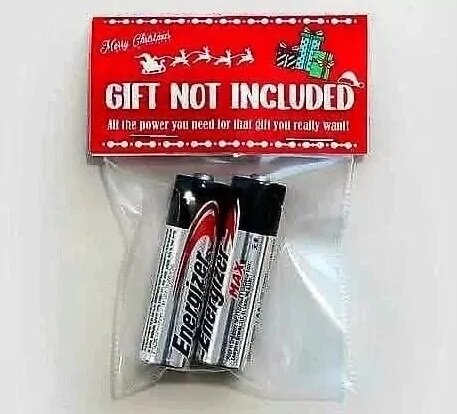 Merry Christmas
GIFT NOT INCLUDED
All the power you need for that gift you really want!
Energizer
Energizer
MAX